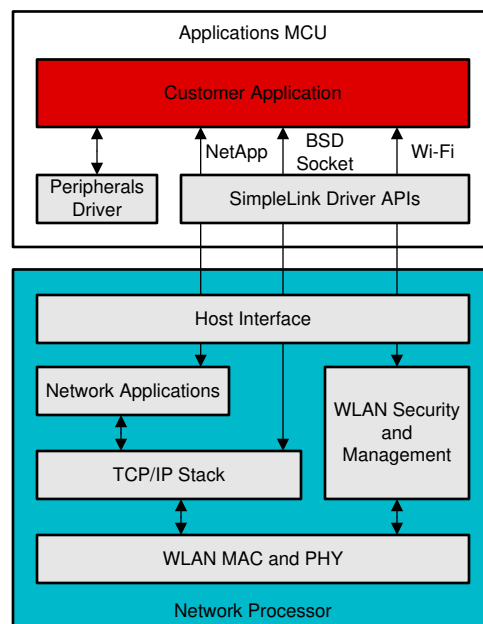 Applications MCU
Customer Application
NetApp
BSD
Socket
Wi-Fi
Peripherals
Driver
SimpleLink Driver APIs
Host Interface
Network Applications
WLAN Security
and
Management
TCP/IP Stack
WLAN MAC and PHY
Network Processor